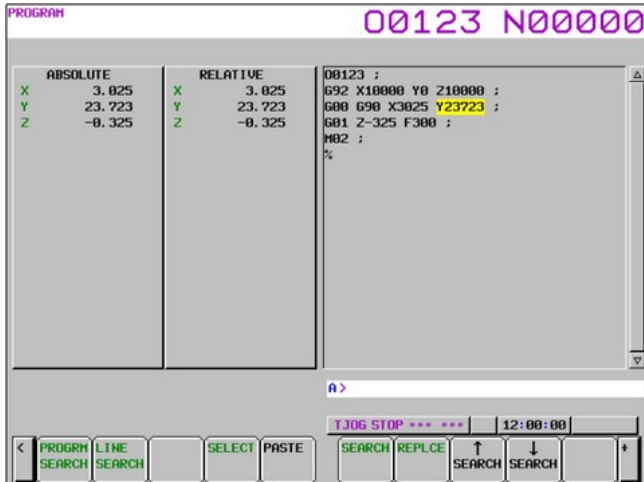 PROGRAM
O0123 N00000
ABSOLUTE
X 3.025
Y 23.723
Z -0.325
RELATIVE
X 3.025
Y 23.723
Z -0.325
O0123 ;
G92 X10000 Y0 Z10000 ;
G00 G90 X3025 Y23723 ;
G01 Z-325 F300 ;
M02 ;
%
A>
TJOG STOP *** *** 12:00:00
< PROGRM SEARCH LINE SEARCH SELECT PASTE SEARCH REPLCE ↑ SEARCH ↓ SEARCH +